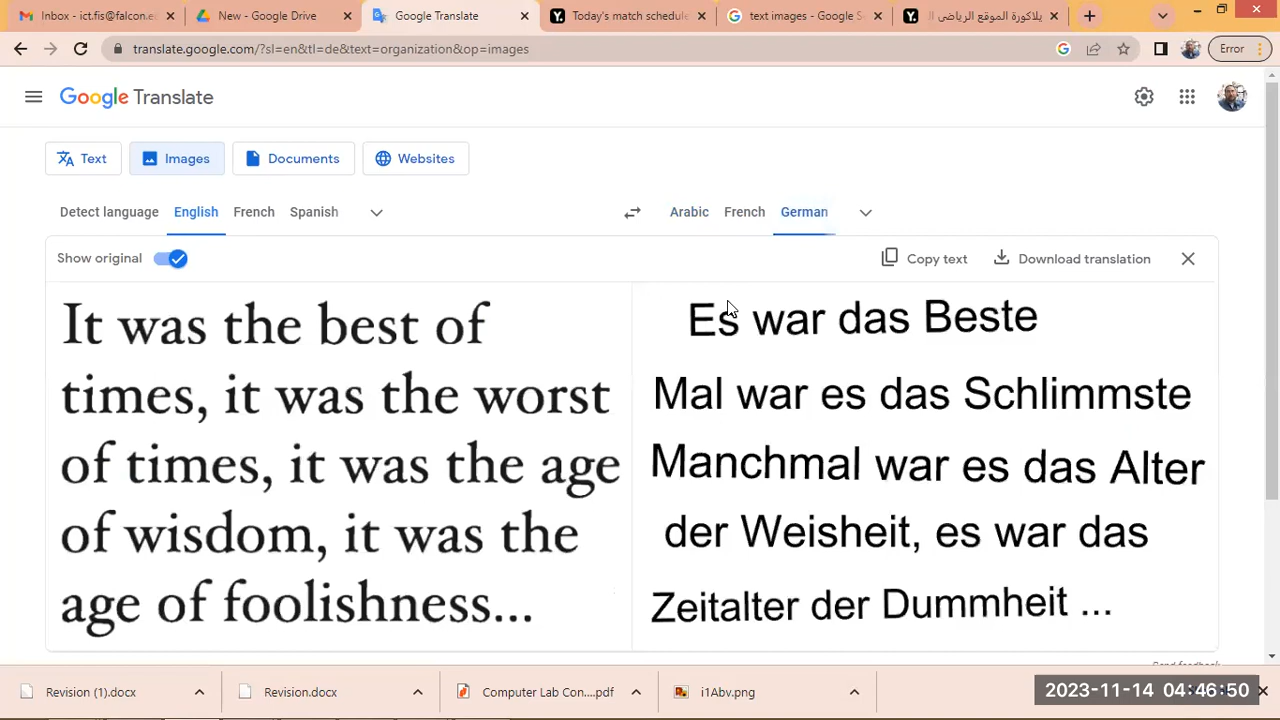 Inbox - ict.fis@falcon.ed
New - Google Drive
Google Translate
Today's match schedule
text images - Google S
يلاكورة الموقع الرياضي ال
translate.google.com/?sl=en&tl=de&text=organization&op=images
Error
Google Translate
Text
Images
Documents
Websites
Detect language English French Spanish
Arabic French German
Show original
Copy text
Download translation
It was the best of
times, it was the worst
of times, it was the age
of wisdom, it was the
age of foolishness...
Es war das Beste
Mal war es das Schlimmste
Manchmal war es das Alter
der Weisheit, es war das
Zeitalter der Dummheit ...
Send feedback
Revision (1).docx
Revision.docx
Computer Lab Con....pdf
i1Abv.png
2023-11-14 04:46:50